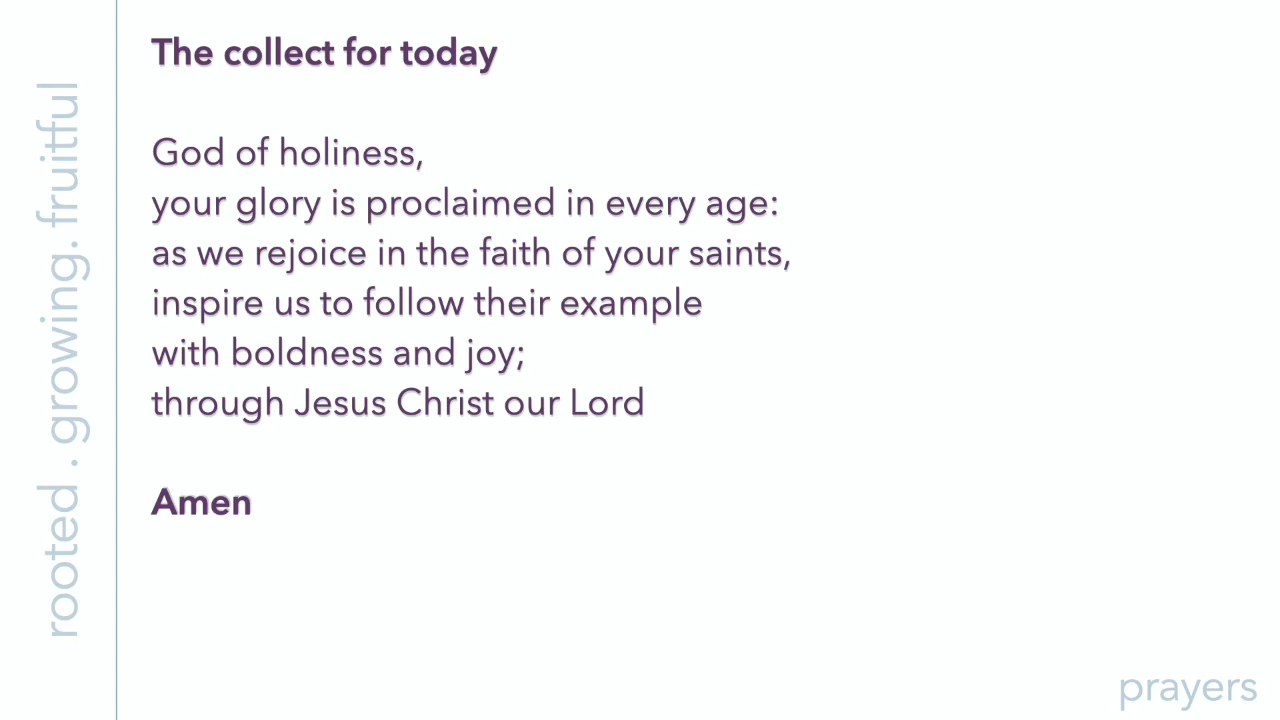 The collect for today
God of holiness,
your glory is proclaimed in every age:
as we rejoice in the faith of your saints,
inspire us to follow their example
with boldness and joy;
through Jesus Christ our Lord
Amen
rooted . growing. fruitful
prayers